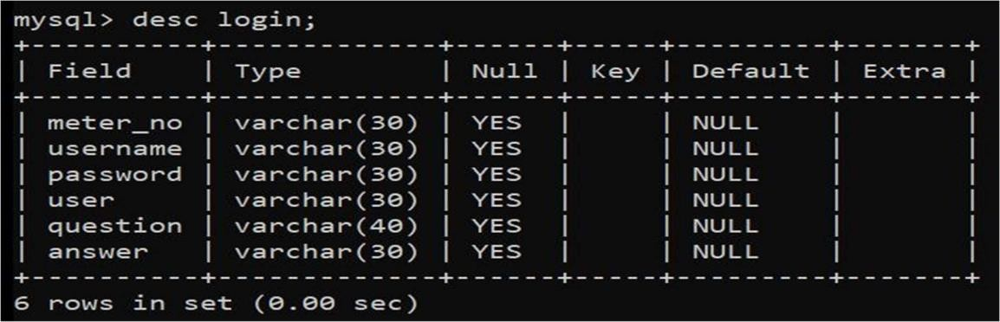 mysql> desc login;
+----------+-------------+------+-----+---------+-------+
| Field    | Type        | Null | Key | Default | Extra |
+----------+-------------+------+-----+---------+-------+
| meter_no | varchar(30) | YES  |     | NULL    |       |
| username | varchar(30) | YES  |     | NULL    |       |
| password | varchar(30) | YES  |     | NULL    |       |
| user     | varchar(30) | YES  |     | NULL    |       |
| question | varchar(40) | YES  |     | NULL    |       |
| answer   | varchar(30) | YES  |     | NULL    |       |
+----------+-------------+------+-----+---------+-------+
6 rows in set (0.00 sec)